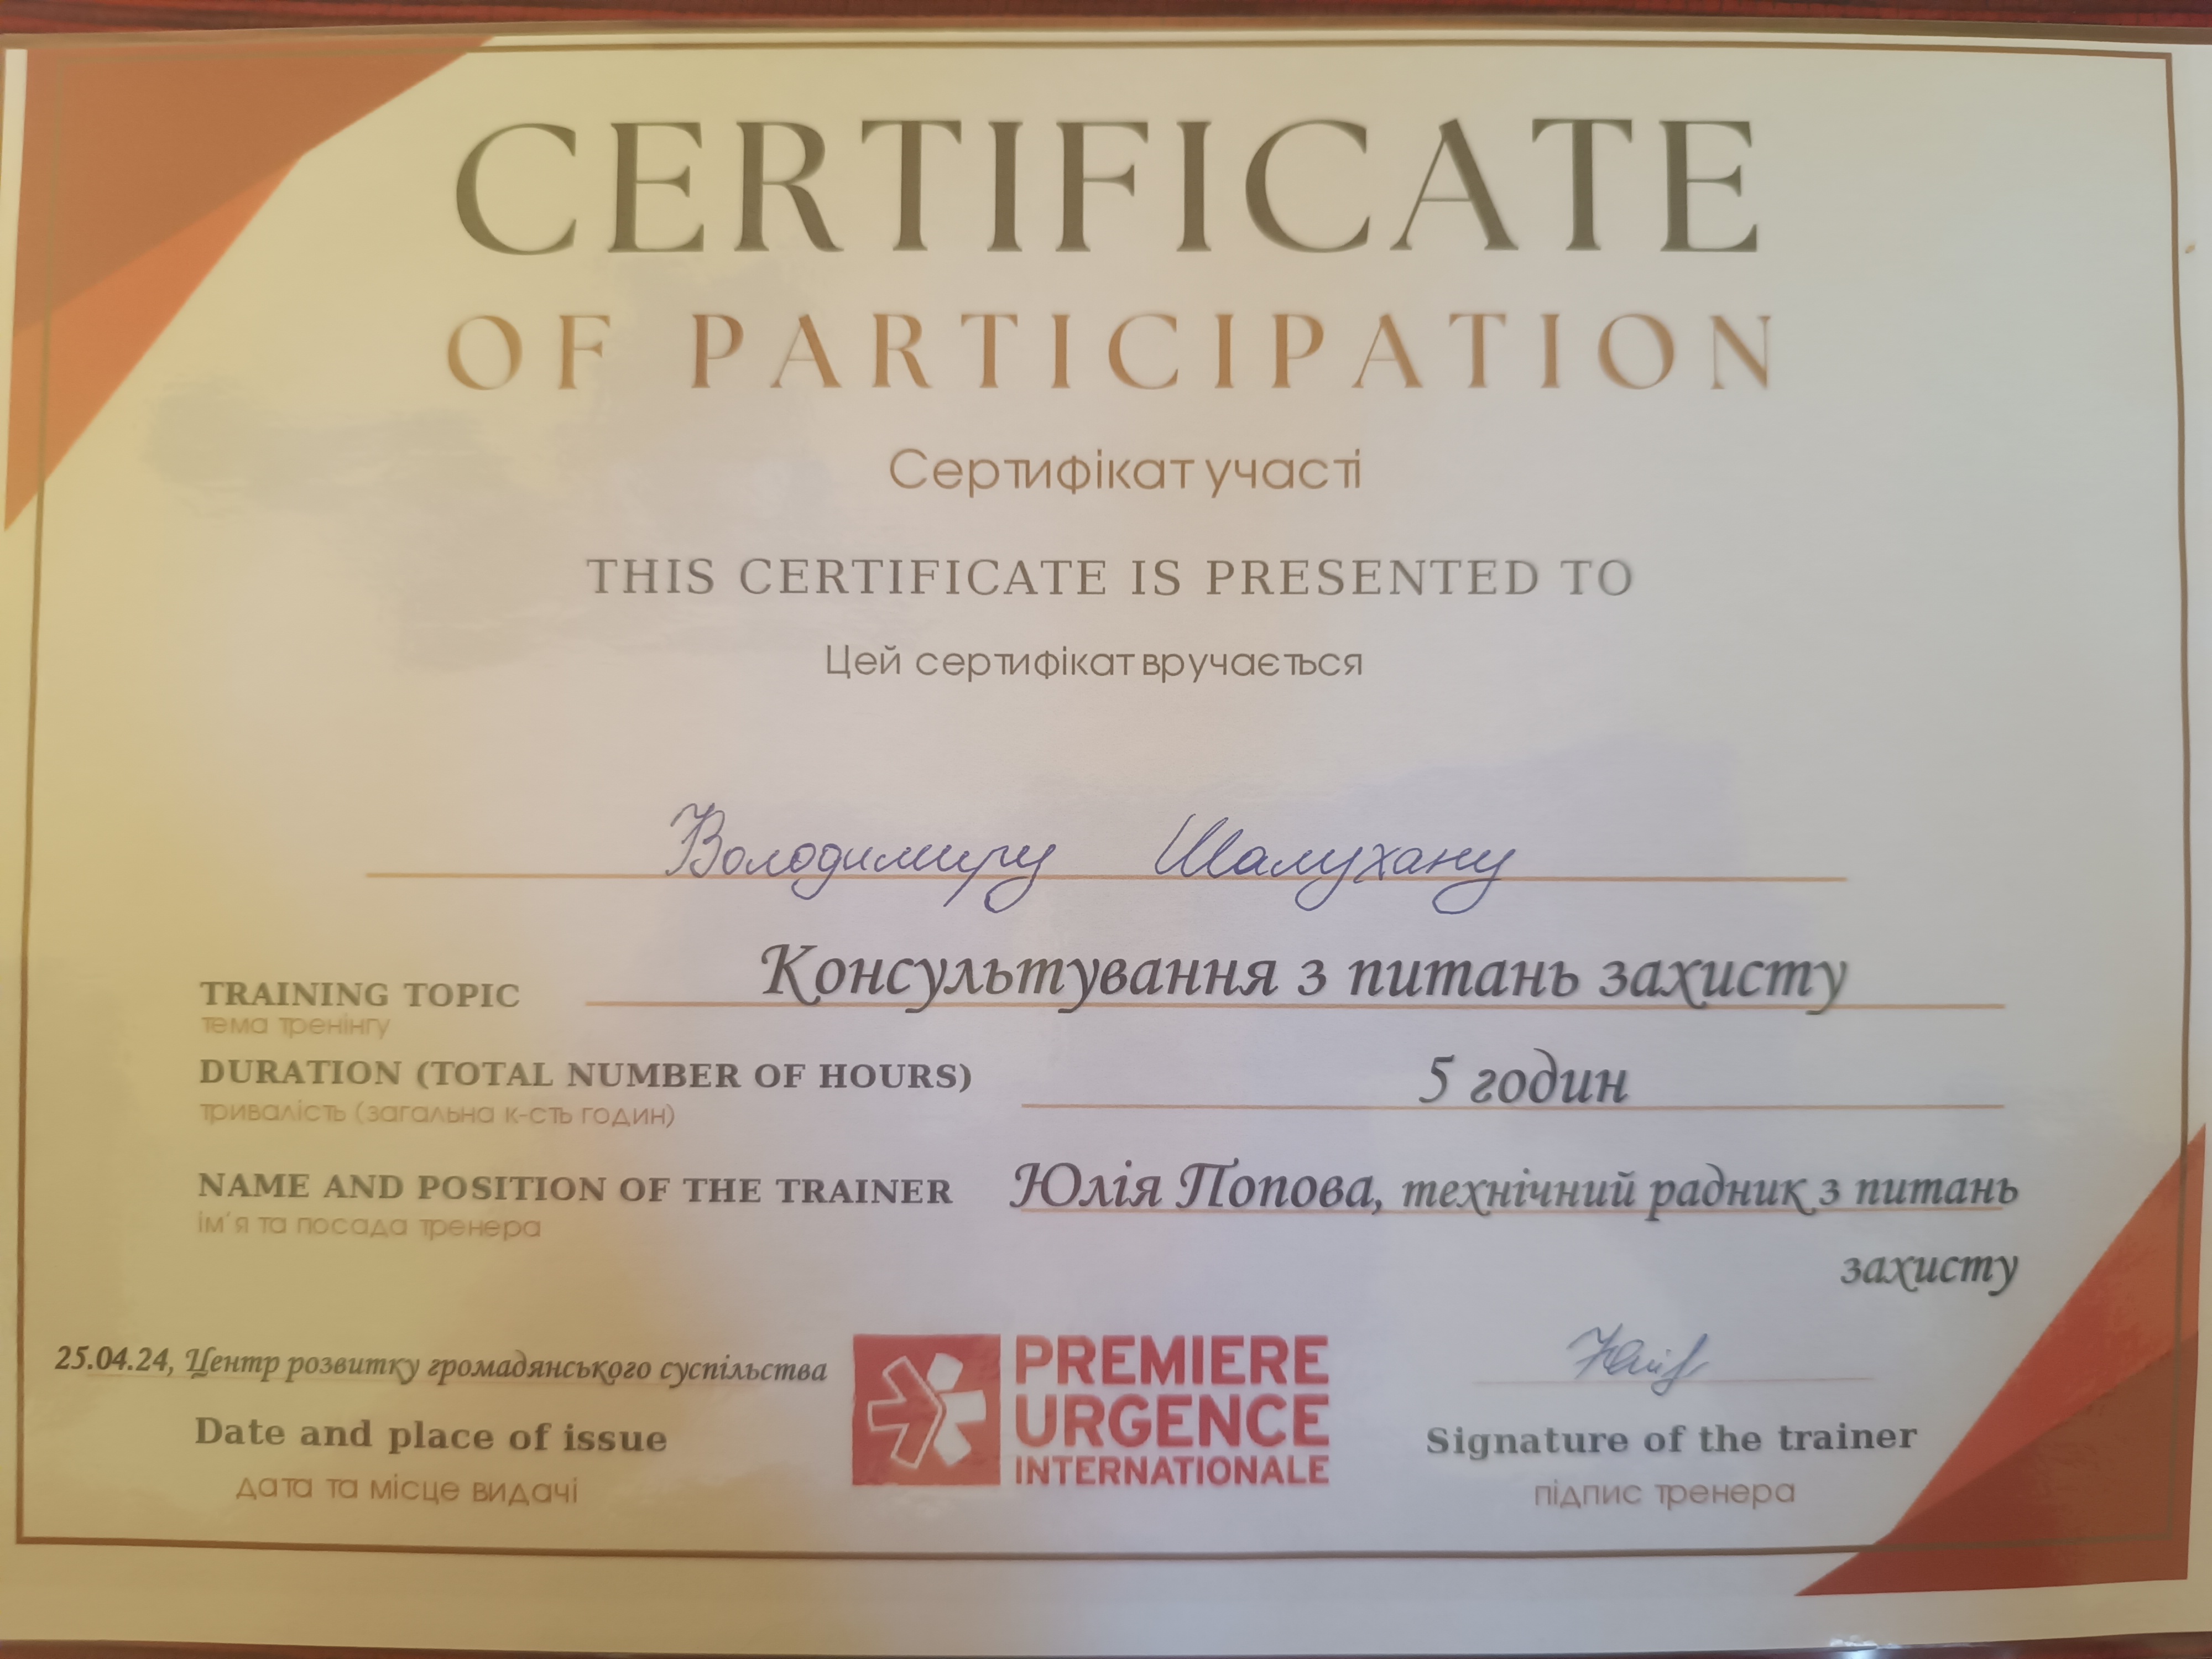 CERTIFICATE
OF PARTICIPATION
Сертифікат участі
THIS CERTIFICATE IS PRESENTED TO
Цей сертифікат вручається
Володимиру Шалухану
TRAINING TOPIC Консультування з питань захисту
тема тренінгу
DURATION (TOTAL NUMBER OF HOURS) 5 годин
тривалість (загальна к-сть годин)
NAME AND POSITION OF THE TRAINER Юлія Попова, технічний радник з питань
ім'я та посада тренера
захисту
25.04.24, Центр розвитку громадянського суспільства
Date and place of issue
дата та місце видачі
PREMIERE
URGENCE
INTERNATIONALE
Signature of the trainer
підпис тренера